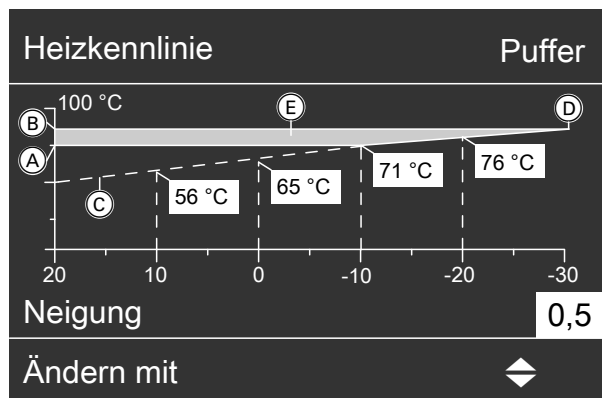 Heizkennlinie Puffer
100 °C
B E D
A
C 56 °C 65 °C 71 °C 76 °C
20 10 0 -10 -20 -30
Neigung 0,5
Ändern mit